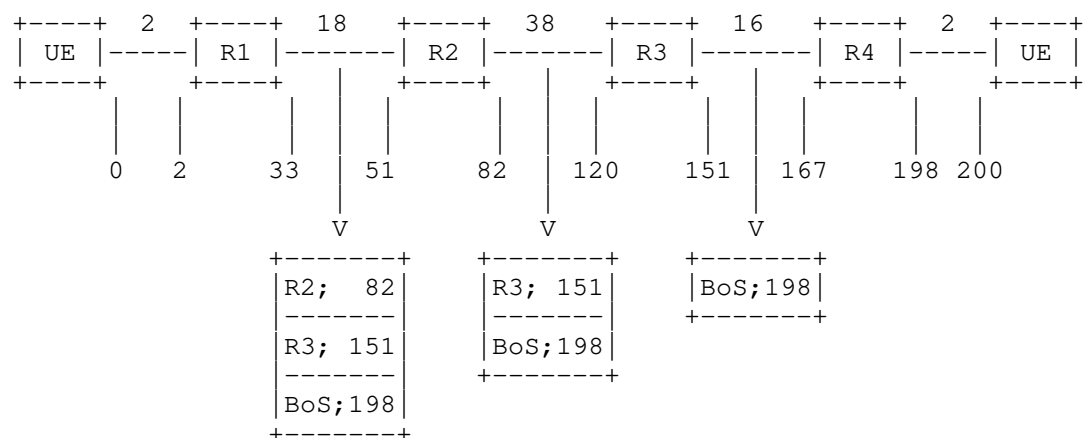 +----+  2  +----+   18   +----+   38   +----+   16   +----+  2  +----+
| UE |-----| R1 |--------| R2 |--------| R3 |--------| R4 |-----| UE |
+----+     +----+   |    +----+   |    +----+   |    +----+     +----+
0 2 33 51 82 120 151 167 198 200
V V V
+-------+ +-------+ +-------+
|R2;  82| |R3; 151| |BoS;198|
|-------| |-------| +-------+
|R3; 151| |BoS;198|
|-------| +-------+
|BoS;198|
+-------+